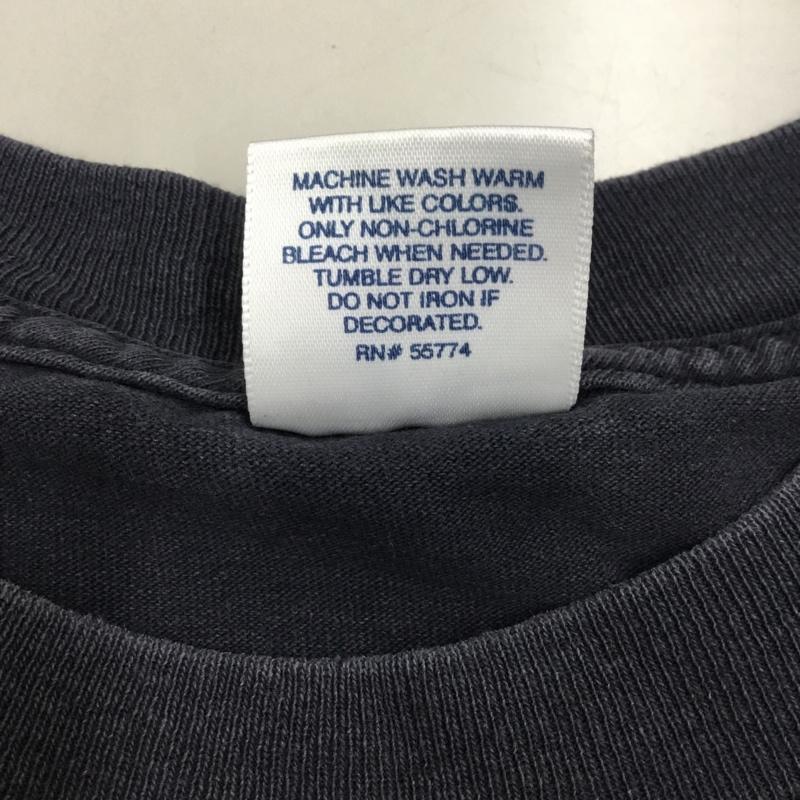 MACHINE WASH WARM
WITH LIKE COLORS.
ONLY NON-CHLORINE
BLEACH WHEN NEEDED.
TUMBLE DRY LOW.
DO NOT IRON IF
DECORATED.
RN# 55774